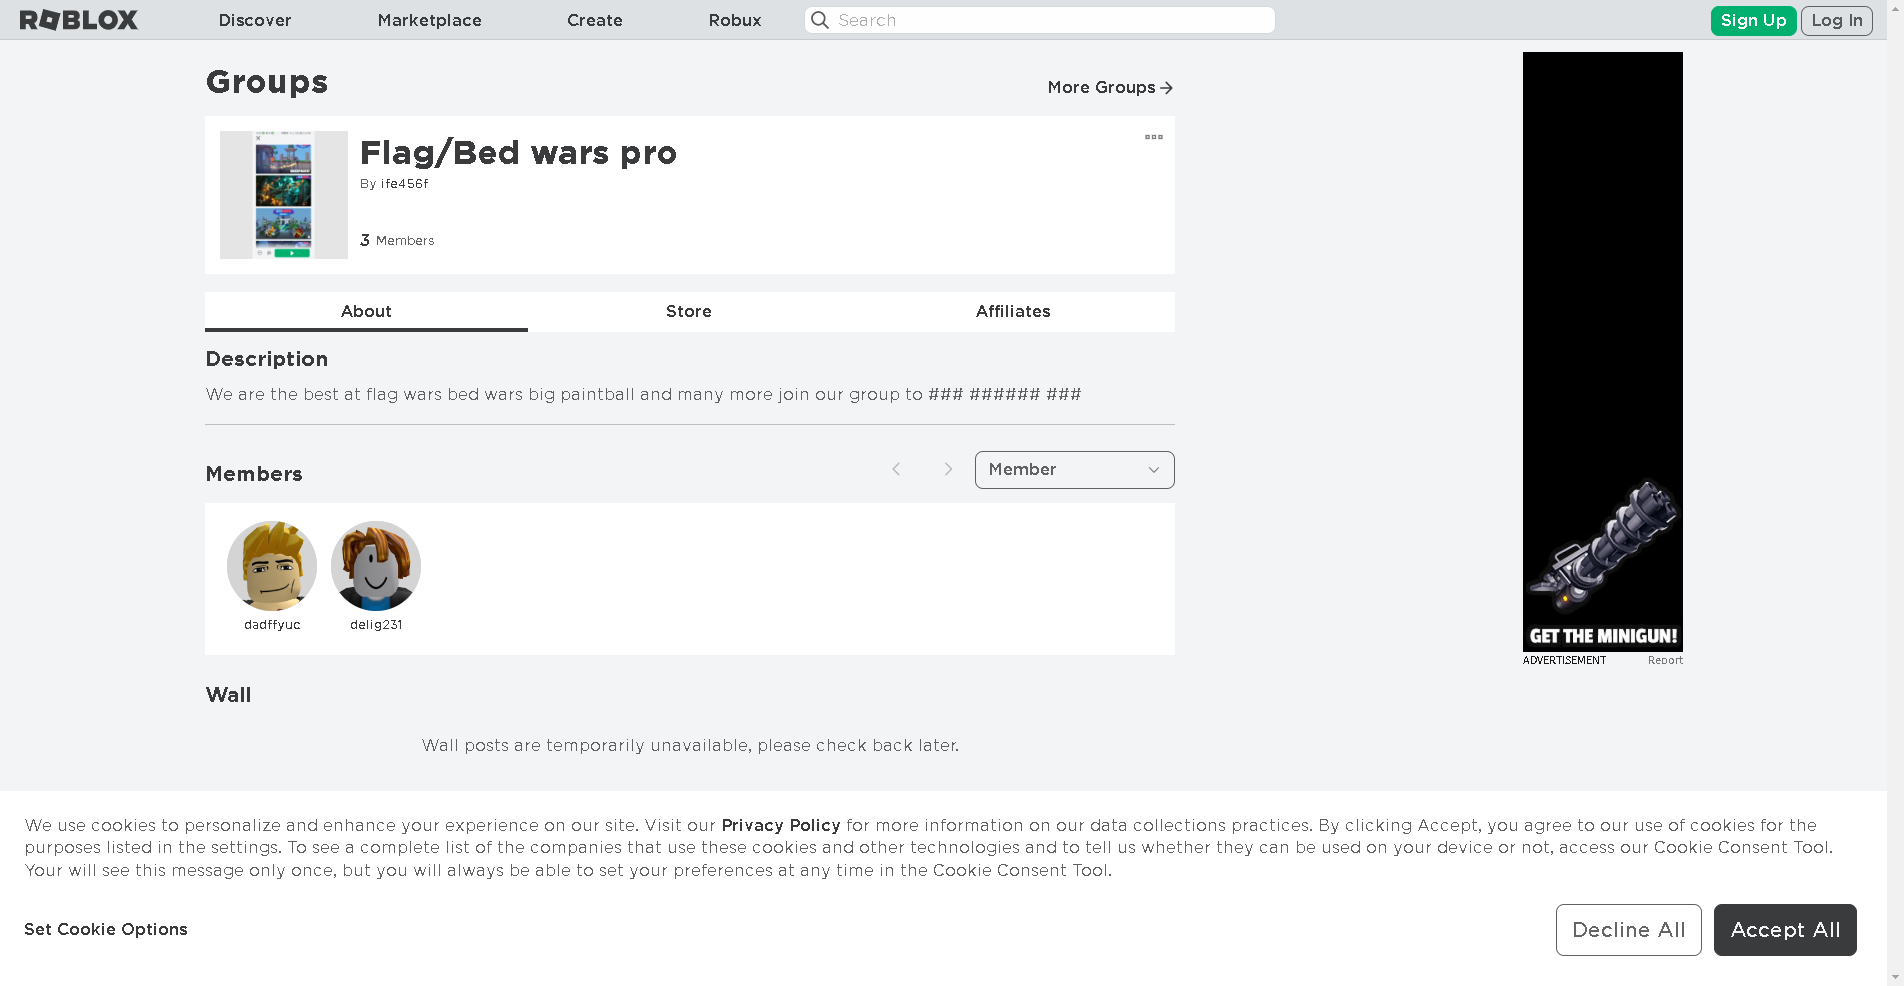 ROBLOX Discover Marketplace Create Robux Search Sign Up Log In
Groups
More Groups
Flag/Bed wars pro
By ife456f
3 Members
About Store Affiliates
Description
We are the best at flag wars bed wars big paintball and many more join our group to ### ###### ###
Members
Member
dadffyuc delig231
GET THE MINIGUN!
ADVERTISEMENT Report
Wall
Wall posts are temporarily unavailable, please check back later.
We use cookies to personalize and enhance your experience on our site. Visit our Privacy Policy for more information on our data collections practices. By clicking Accept, you agree to our use of cookies for the
purposes listed in the settings. To see a complete list of the companies that use these cookies and other technologies and to tell us whether they can be used on your device or not, access our Cookie Consent Tool.
Your will see this message only once, but you will always be able to set your preferences at any time in the Cookie Consent Tool.
Set Cookie Options
Decline All
Accept All